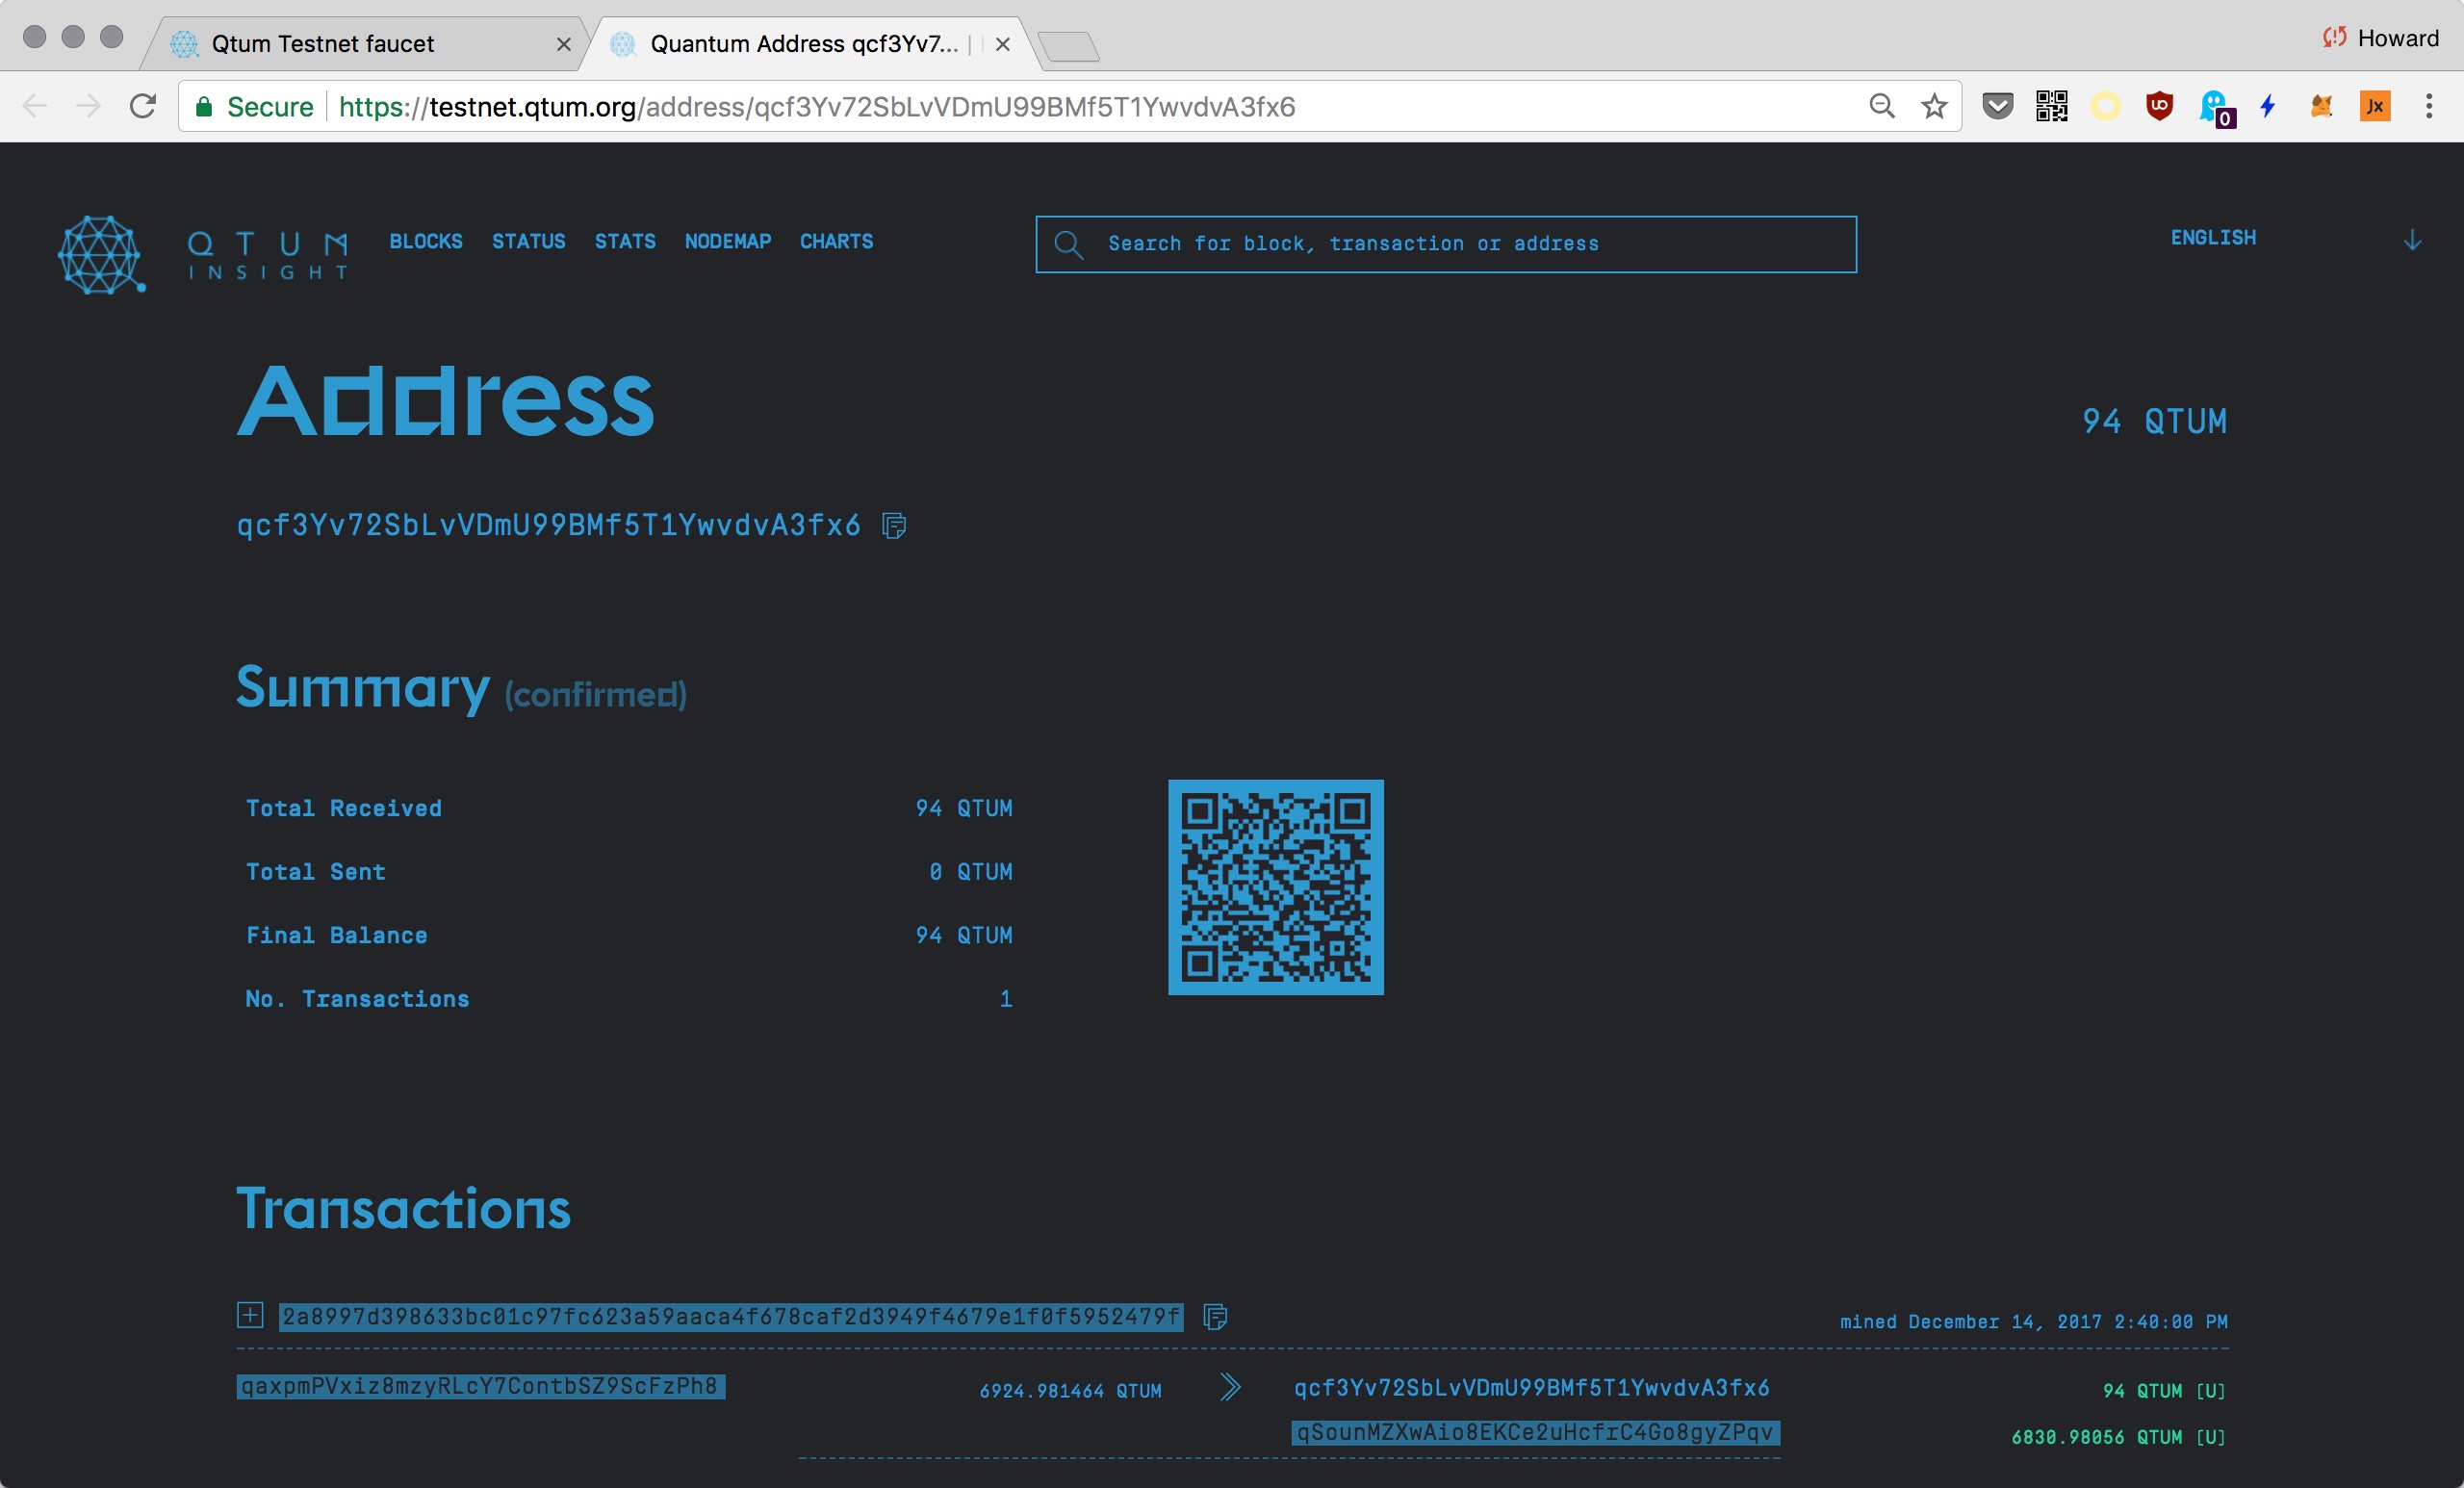 Qtum Testnet faucet
Quantum Address qcf3Yv7... |
Howard
Secure https://testnet.qtum.org/address/qcf3Yv72SbLvVDmU99BMf5T1YwvdvA3fx6
0
Jx
QTUM
INSIGHT
BLOCKS STATUS STATS NODEMAP CHARTS
Search for block, transaction or address
ENGLISH
Address
94 QTUM
qcf3Yv72SbLvVDmU99BMf5T1YwvdvA3fx6
Summary (confirmed)
Total Received 94 QTUM
Total Sent 0 QTUM
Final Balance 94 QTUM
No. Transactions 1
Transactions
2a8997d398633bc01c97fc623a59aaca4f678caf2d3949f4679e1f0f5952479f
mined December 14, 2017 2:40:00 PM
qaxpmPVxiz8mzyRLcY7ContbSZ9ScFzPh8 6924.981464 QTUM
qcf3Yv72SbLvVDmU99BMf5T1YwvdvA3fx6 94 QTUM [U]
qSounMZXwAio8EKCe2uHcfrC4Go8gyZPqv 6830.98056 QTUM [U]